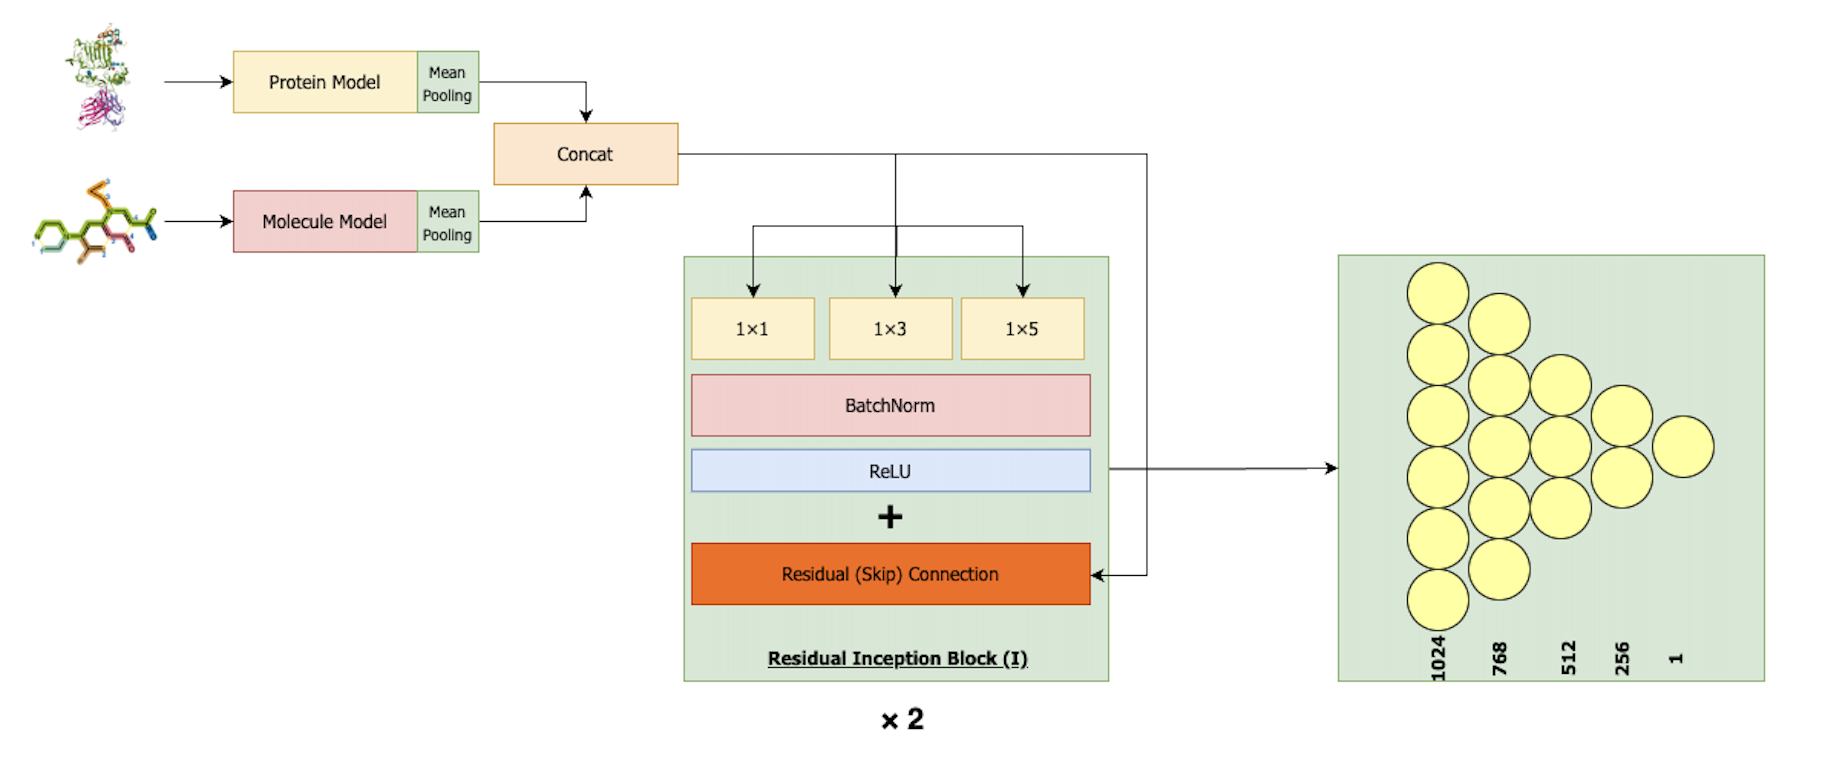 Protein Model
Mean
Pooling
Concat
Molecule Model
Mean
Pooling
1×1
1×3
1×5
BatchNorm
ReLU
+
Residual (Skip) Connection
Residual Inception Block (I)
× 2
1024
768
512
256
1